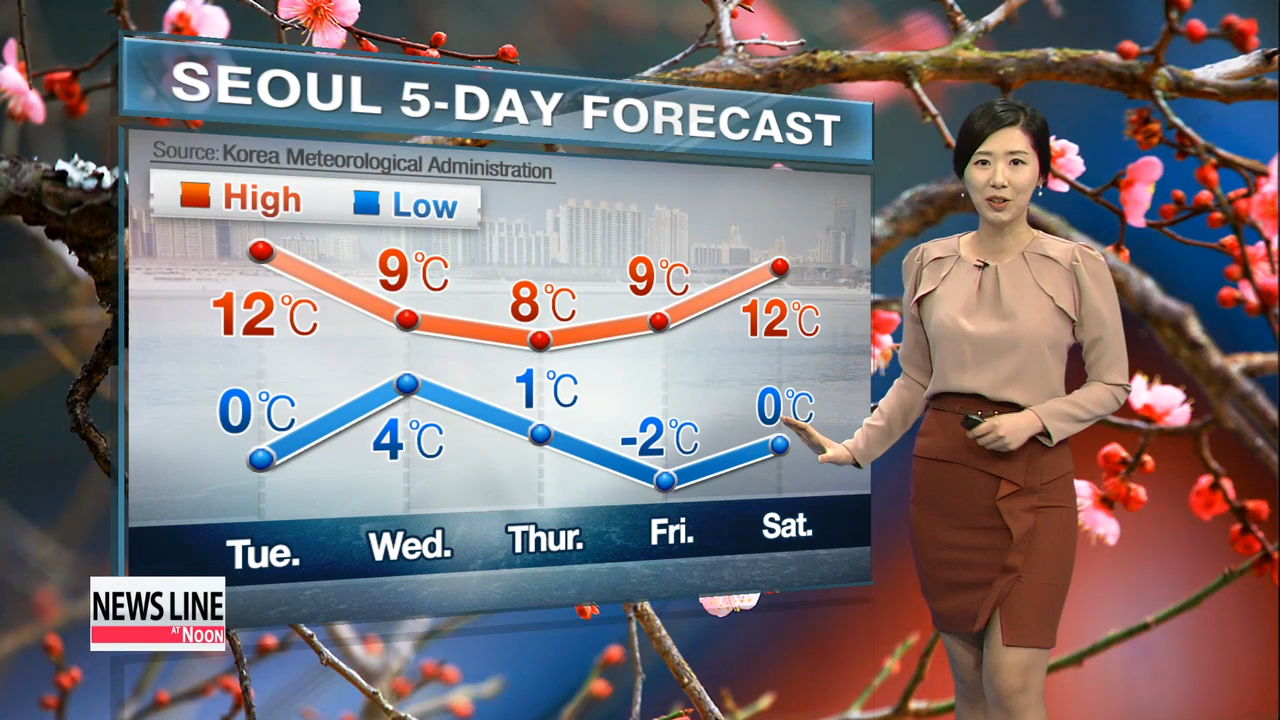 SEOUL 5-DAY FORECAST
Source: Korea Meteorological Administration
High Low
12℃ 9℃ 8℃ 9℃ 12℃
0℃ 4℃ 1℃ -2℃ 0℃
Tue. Wed. Thur. Fri. Sat.
NEWS LINE
AT NOON